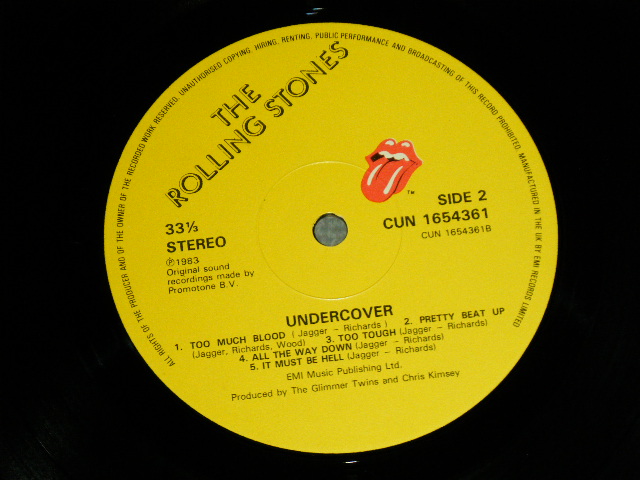 ALL RIGHTS OF THE PRODUCER AND OF THE OWNER OF THE RECORDED WORK RESERVED. UNAUTHORISED COPYING, HIRING, RENTING, PUBLIC PERFORMANCE AND BROADCASTING OF THIS RECORD PROHIBITED. MANUFACTURED IN THE UK BY EMI RECORDS LIMITED
THE
ROLLING STONES
TM
33⅓
STEREO
℗1983
Original sound
recordings made by
Promotone B.V.
SIDE 2
CUN 1654361
CUN 1654361B
UNDERCOVER
1. TOO MUCH BLOOD ( Jagger – Richards ) 2. PRETTY BEAT UP
(Jagger, Richards, Wood) 3. TOO TOUGH (Jagger – Richards)
4. ALL THE WAY DOWN (Jagger – Richards)
5. IT MUST BE HELL (Jagger – Richards)
EMI Music Publishing Ltd.
Produced by The Glimmer Twins and Chris Kimsey